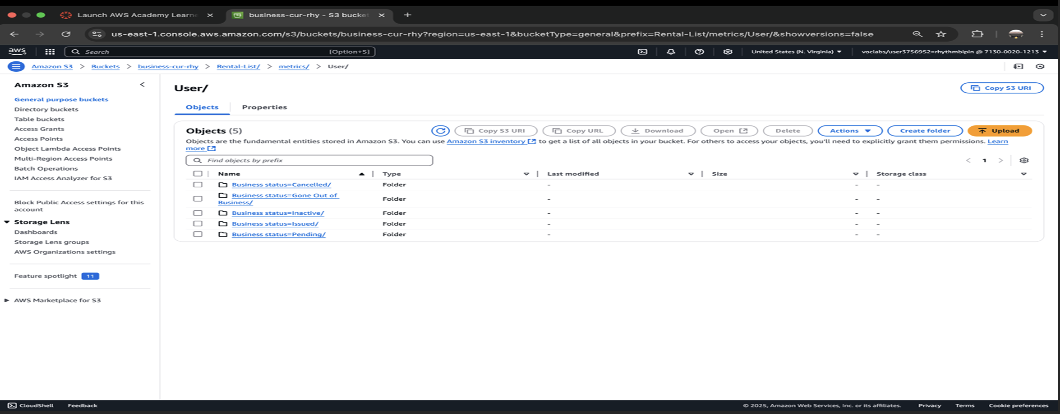 Launch AWS Academy Learn
business-cur-rhy - S3 bucket
us-east-1.console.aws.amazon.com/s3/buckets/business-cur-rhy?region=us-east-1&bucketType=general&prefix=Rental-List/metrics/User/&showversions=false
aws
Search
[Option+S]
United States (N. Virginia)
voclabs/user3756952=rhythmbipin @ 7130-0020-1213
Amazon S3 > Buckets > business-cur-rhy > Rental-List/ > metrics/ > User/
Amazon S3
General purpose buckets
Directory buckets
Table buckets
Access Grants
Access Points
Object Lambda Access Points
Multi-Region Access Points
Batch Operations
IAM Access Analyzer for S3
Block Public Access settings for this
account
Storage Lens
Dashboards
Storage Lens groups
AWS Organizations settings
Feature spotlight 11
AWS Marketplace for S3
User/
Copy S3 URI
Objects
Properties
Objects (5)
Copy S3 URI
Copy URL
Download
Open
Delete
Actions
Create folder
Upload
Objects are the fundamental entities stored in Amazon S3. You can use Amazon S3 inventory to get a list of all objects in your bucket. For others to access your objects, you'll need to explicitly grant them permissions. Learn
more
Find objects by prefix
< 1 >
Name Type Last modified Size Storage class
Business status=Cancelled/ Folder - - -
Business status=Gone Out of
Business/ Folder - - -
Business status=Inactive/ Folder - - -
Business status=Issued/ Folder - - -
Business status=Pending/ Folder - - -
CloudShell Feedback
© 2025, Amazon Web Services, Inc. or its affiliates. Privacy Terms Cookie preferences